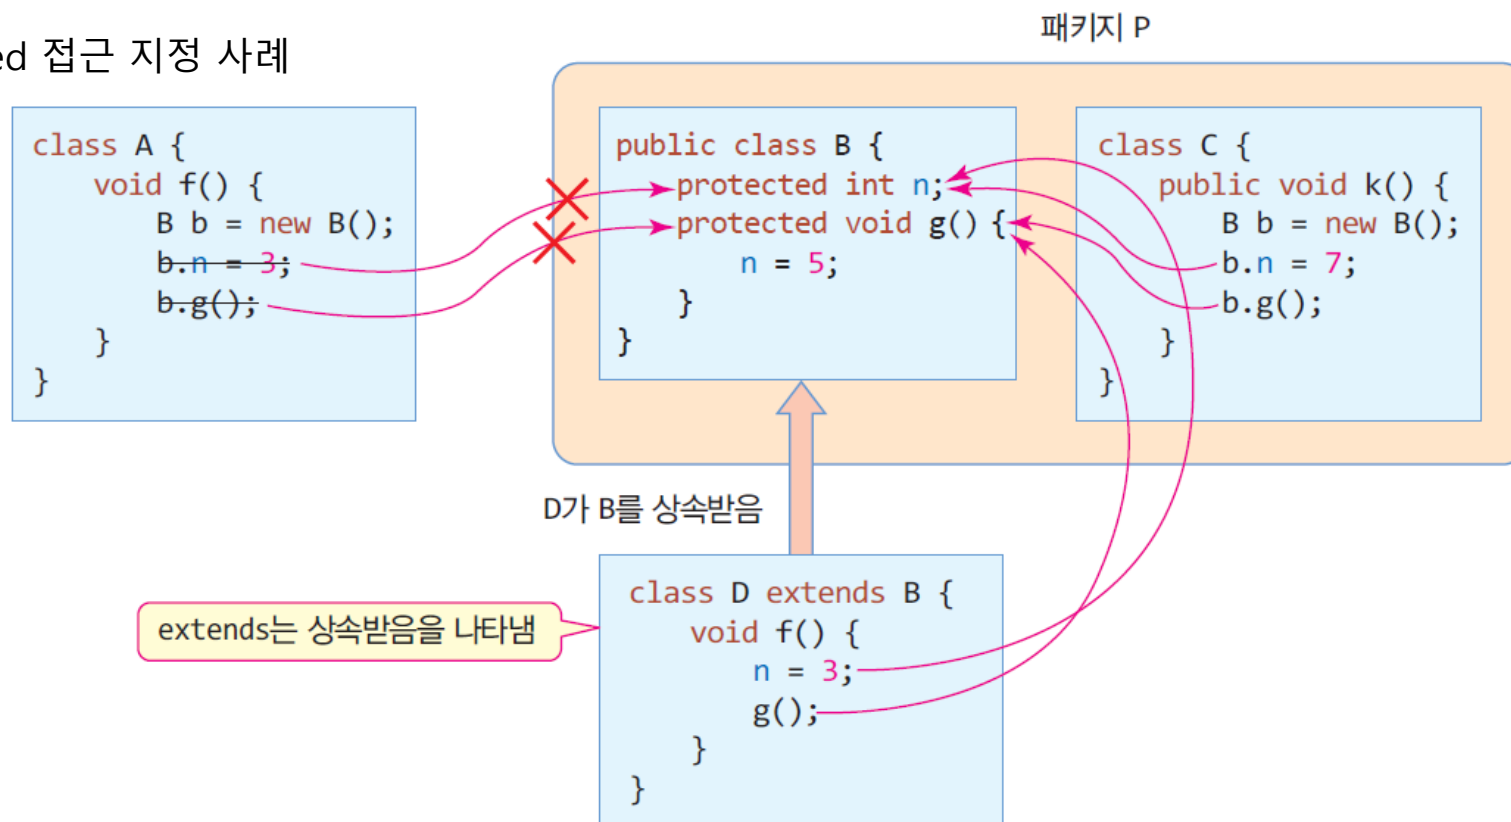 ed 접근 지정 사례
패키지 P
class A {
void f() {
B b = new B();
b.n = 3;
b.g();
}
}
public class B {
protected int n;
protected void g() {
n = 5;
}
}
class C {
public void k() {
B b = new B();
b.n = 7;
b.g();
}
}
D가 B를 상속받음
extends는 상속받음을 나타냄
class D extends B {
void f() {
n = 3;
g();
}
}